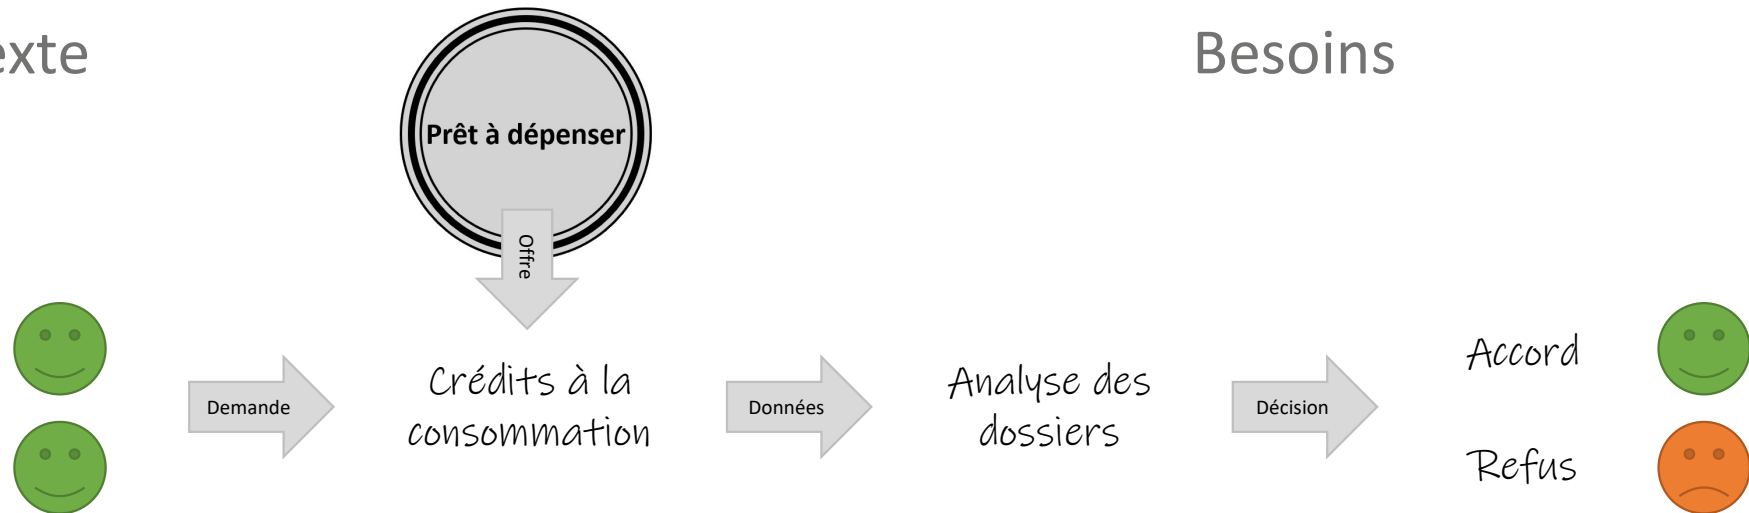 exte
Besoins
Prêt à dépenser
Offre
Demande
Crédits à la
consommation
Données
Analyse des
dossiers
Décision
Accord
Refus